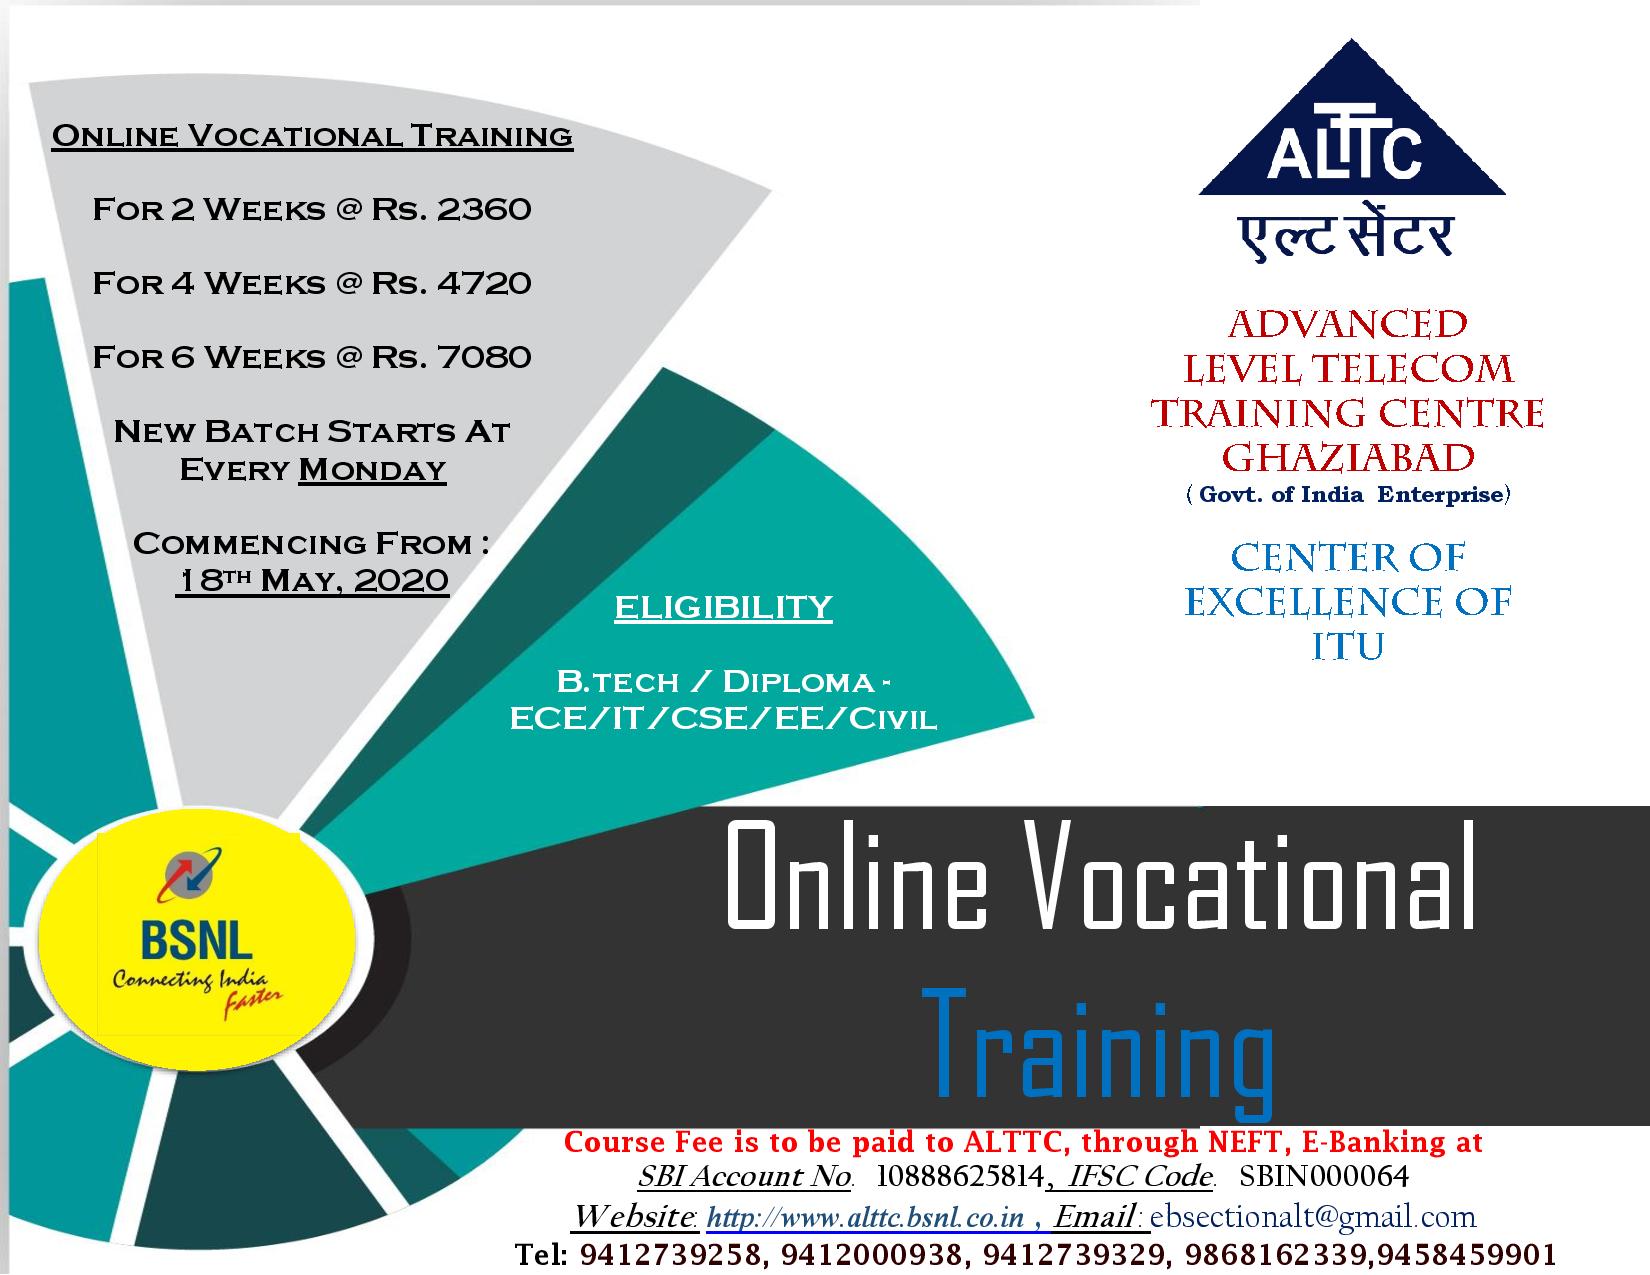 ONLINE VOCATIONAL TRAINING
FOR 2 WEEKS @ RS. 2360
FOR 4 WEEKS @ RS. 4720
FOR 6 WEEKS @ RS. 7080
NEW BATCH STARTS AT
EVERY MONDAY
COMMENCING FROM :
18TH MAY, 2020
ELIGIBILITY
B.TECH / DIPLOMA -
ECE/IT/CSE/EE/CIVIL
ALTTC
एल्ट सेंटर
ADVANCED
LEVEL TELECOM
TRAINING CENTRE
GHAZIABAD
( Govt. of India Enterprise)
CENTER OF
EXCELLENCE OF
ITU
BSNL
Connecting India
Faster
Online Vocational
Training
Course Fee is to be paid to ALTTC, through NEFT, E-Banking at
SBI Account No. 10888625814, IFSC Code. SBIN000064
Website: http://www.alttc.bsnl.co.in , Email: ebsectionalt@gmail.com
Tel: 9412739258, 9412000938, 9412739329, 9868162339,9458459901